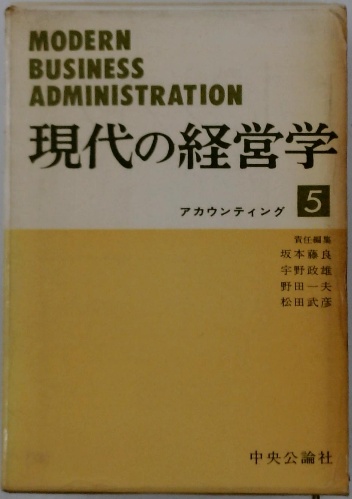 MODERN
BUSINESS
ADMINISTRATION
現代の経営学
アカウンティング 5
責任編集
坂本藤良
宇野政雄
野田一夫
松田武彦
中央公論社